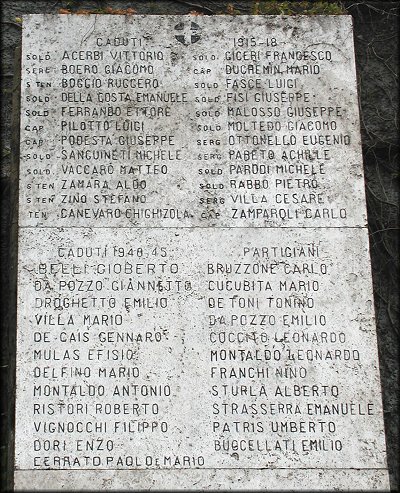 CADUTI 1915-18
SOLD ACERBI VITTORIO
SERG BOERO GIACOMO
S TEN BOGGIO RUGGERO
SOLD DELLA COSTA EMANUELE
SOLD FERRANDO ETTORE
CAP PILOTTO LUIGI
CAP PODESTA GIUSEPPE
SOLD SANGUINETI MICHELE
SOLD VACCARO MATTEO
S TEN ZAMARA ALDO
S TEN ZINO STEFANO
TEN CANEVARO CHIGHIZOLA
SOLD CICERI FRANCESCO
CAP DUCREMIN MARIO
SOLD FASCE LUIGI
SOLD FISI GIUSEPPE
SOLD MALOSSO GIUSEPPE
SOLD MOLTEDO GIACOMO
SERG OTTONELLO EUGENIO
SERG PABETO ACHILLE
SOLD PARODI MICHELE
SOLD RABBO PIETRO
SERG VILLA CESARE
CAP ZAMPAROLI CARLO
CADUTI 1940-45
BELLI GIOBERTO
DA POZZO GIANNETTO
DROGHETTO EMILIO
VILLA MARIO
DE CAIS GENNARO
MULAS EFISIO
DELFINO MARIO
MONTALDO ANTONIO
RISTORI ROBERTO
VIGNOCCHI FILIPPO
DORI ENZO
CERRATO PAOLO E MARIO
PARTIGIANI
BRUZZONE CARLO
CUCUBITA MARIO
DE TONI TONINO
DA POZZO EMILIO
COCCITO LEONARDO
MONTALDO LEONARDO
FRANCHI NINO
STURLA ALBERTO
STRASSERRA EMANUELE
PATRIS UMBERTO
BUCCELLATI EMILIO